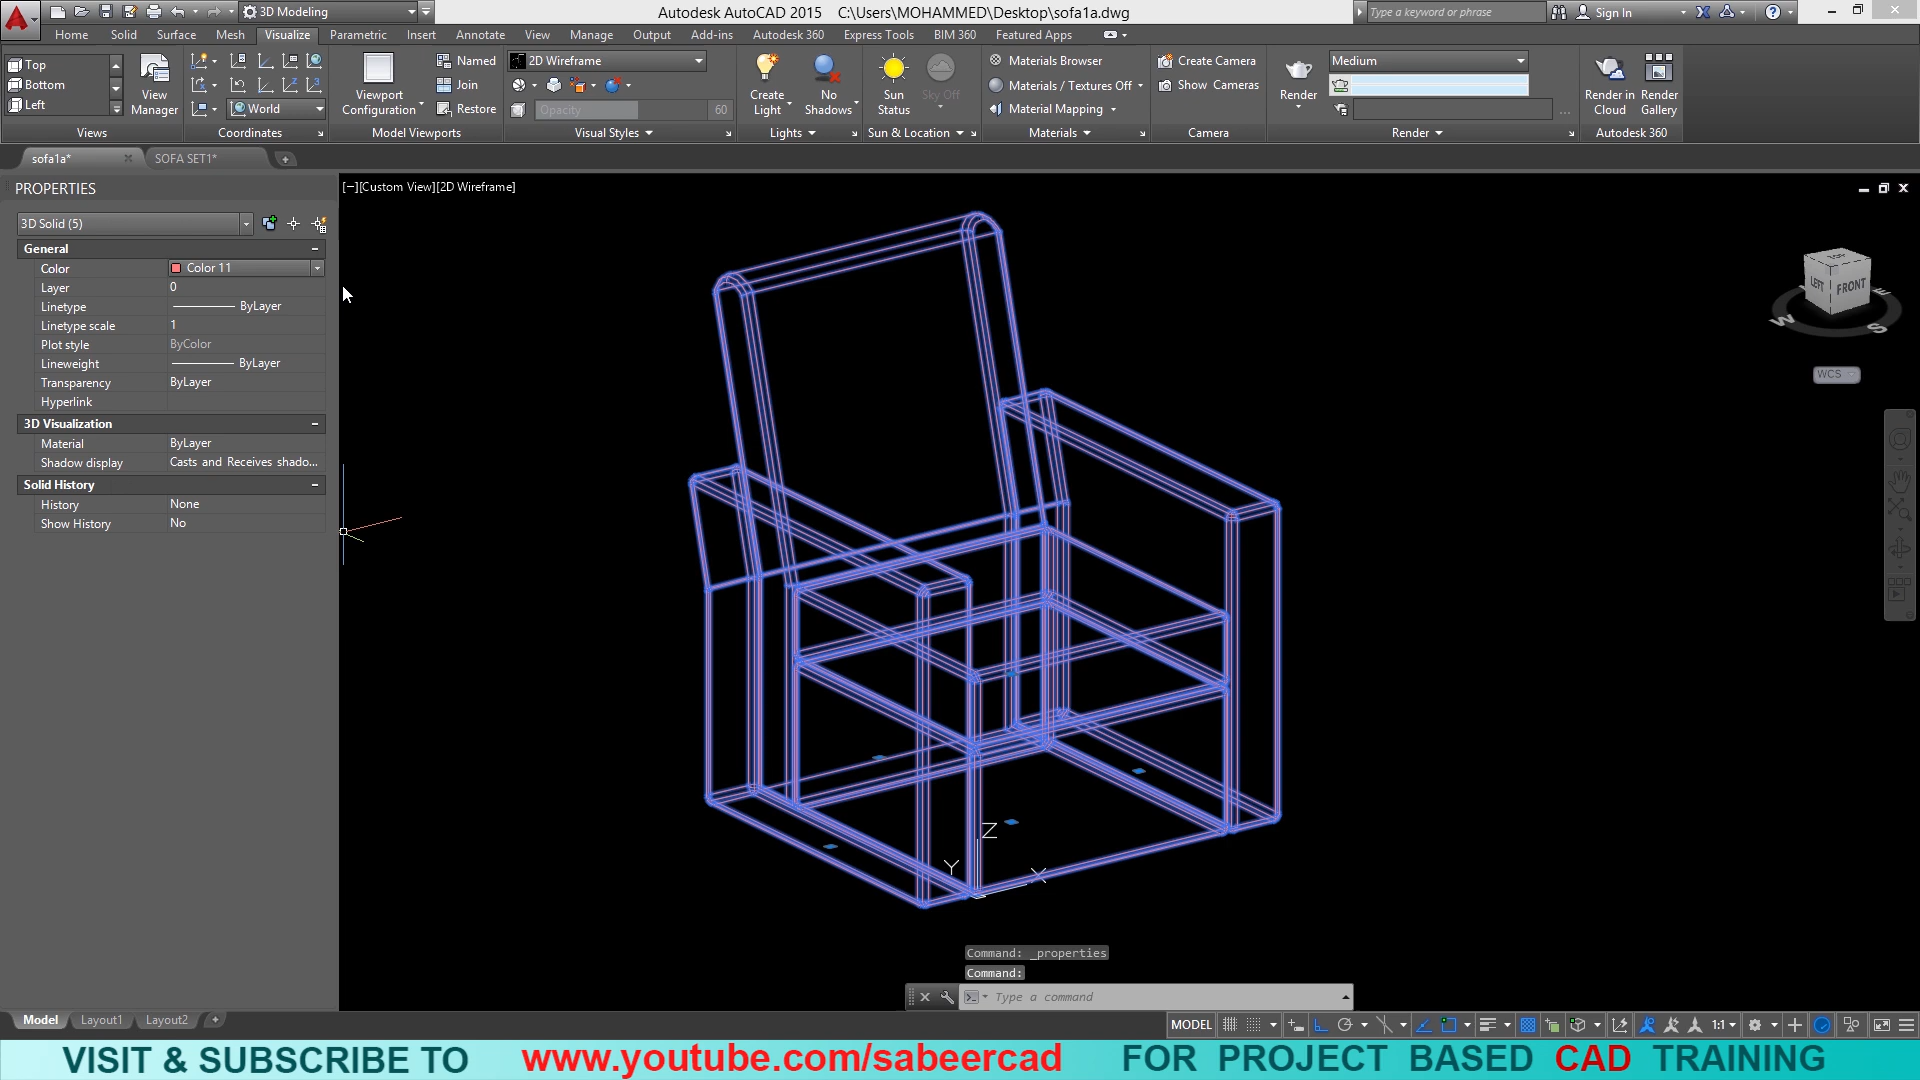 3D Modeling
Autodesk AutoCAD 2015 C:\Users\MOHAMMED\Desktop\sofa1a.dwg
Type a keyword or phrase
Sign In
Home Solid Surface Mesh Visualize Parametric Insert Annotate View Manage Output Add-ins Autodesk 360 Express Tools BIM 360 Featured Apps
Top
Bottom
Left
View Manager
World
Viewport Configuration
Named
Join
Restore
2D Wireframe
Opacity 60
Create Light
No Shadows
Sun Status
Sky Off
Materials Browser
Materials / Textures Off
Material Mapping
Create Camera
Show Cameras
Render
Medium
Render in Cloud
Render Gallery
Views Coordinates Model Viewports Visual Styles Lights Sun & Location Materials Camera Render Autodesk 360
sofa1a* SOFA SET1*
PROPERTIES
[−][Custom View][2D Wireframe]
3D Solid (5)
General
Color Color 11
Layer 0
Linetype ByLayer
Linetype scale 1
Plot style ByColor
Lineweight ByLayer
Transparency ByLayer
Hyperlink
3D Visualization
Material ByLayer
Shadow display Casts and Receives shado...
Solid History
History None
Show History No
TOP
LEFT FRONT
E
W
S
WCS
Z
Y
X
Command: _properties
Command:
Type a command
Model Layout1 Layout2
MODEL
1:1
VISIT & SUBSCRIBE TO www.youtube.com/sabeercad FOR PROJECT BASED CAD TRAINING